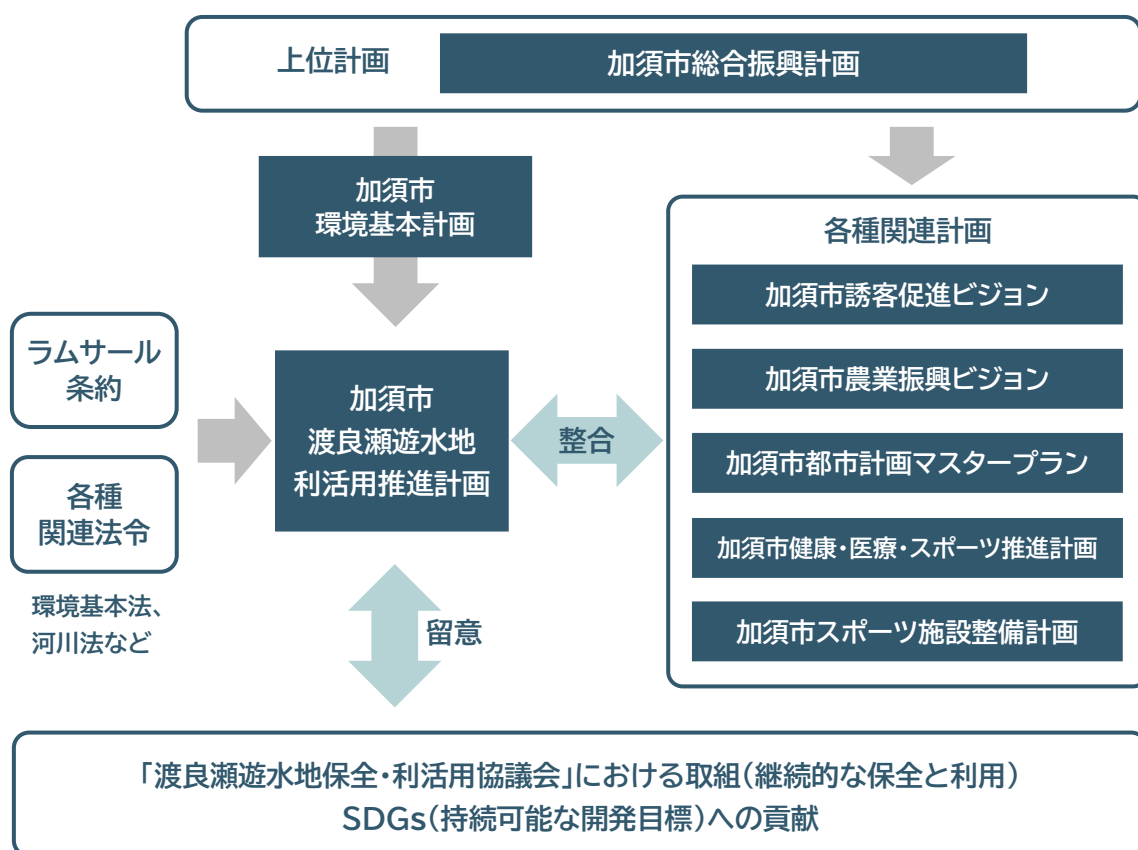 上位計画
加須市総合振興計画
加須市
環境基本計画
各種関連計画
加須市誘客促進ビジョン
加須市農業振興ビジョン
加須市都市計画マスタープラン
加須市健康・医療・スポーツ推進計画
加須市スポーツ施設整備計画
ラムサール
条約
各種
関連法令
環境基本法、
河川法など
加須市
渡良瀬遊水地
利活用推進計画
整合
留意
「渡良瀬遊水地保全・利活用協議会」における取組(継続的な保全と利用)
SDGs(持続可能な開発目標)への貢献